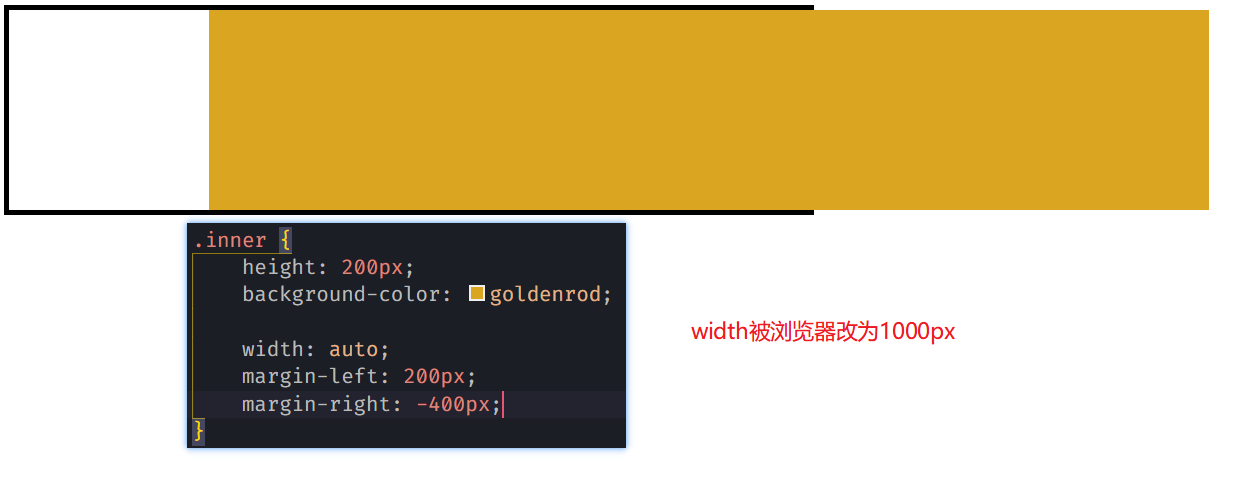 .inner {
height: 200px;
background-color: goldenrod;
width: auto;
margin-left: 200px;
margin-right: -400px;
}
width被浏览器改为1000px